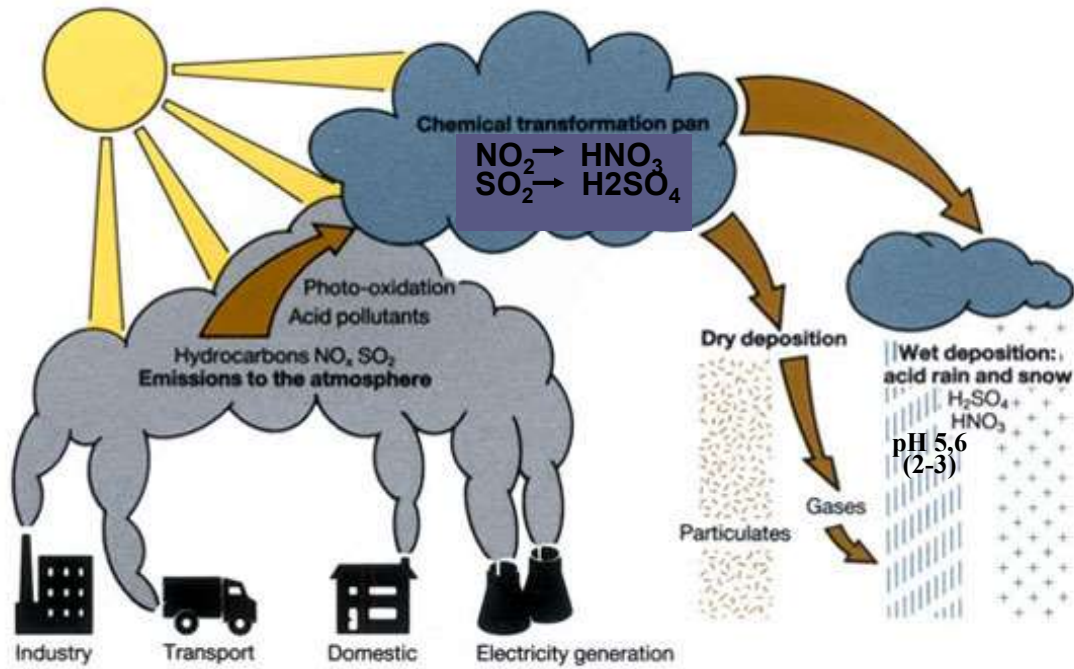 Chemical transformation pan
NO₂→ HNO₃
SO₂→ H2SO₄
Photo-oxidation
Acid pollutants
Hydrocarbons NOₓ SO₂
Emissions to the atmosphere
Dry deposition
Wet deposition:
acid rain and snow
H₂SO₄
HNO₃
pH 5,6
(2-3)
Gases
Particulates
Industry
Transport
Domestic
Electricity generation